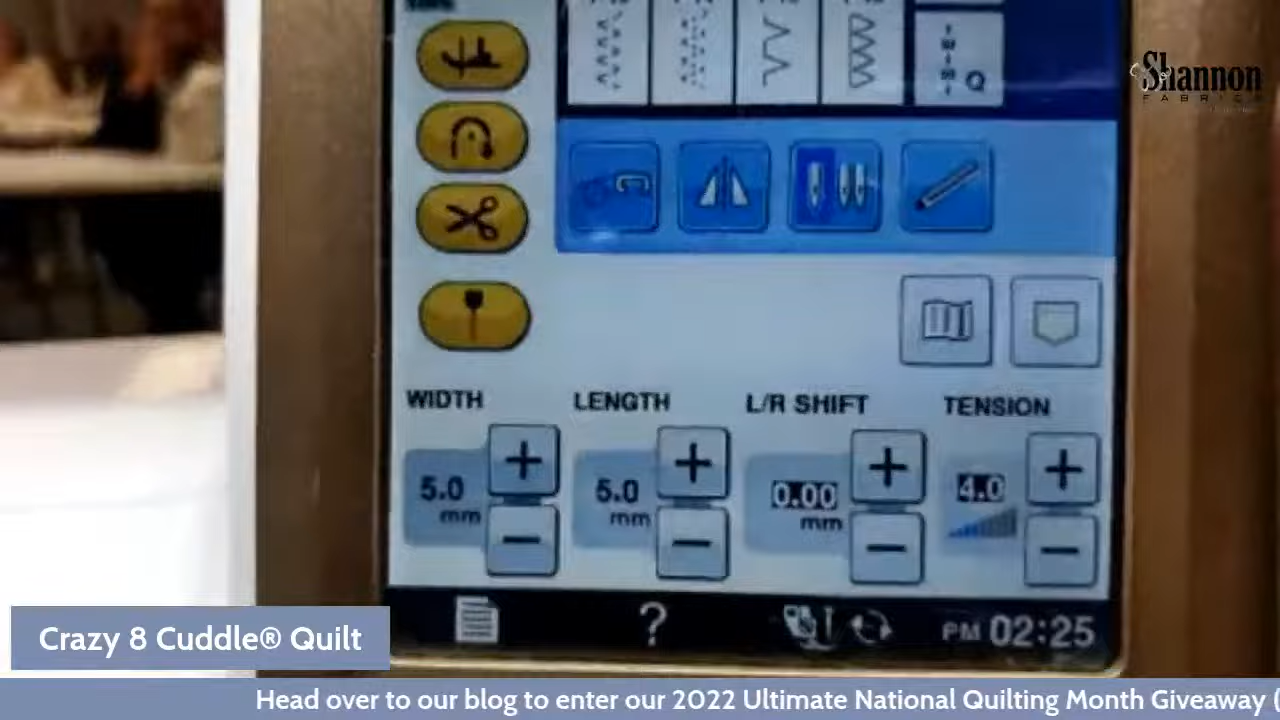 Q
Shannon
FABRICS
WIDTH
LENGTH
L/R SHIFT
TENSION
5.0 mm
5.0 mm
0.00 mm
4.0
?
PM 02:25
Crazy 8 Cuddle® Quilt
Head over to our blog to enter our 2022 Ultimate National Quilting Month Giveaway (